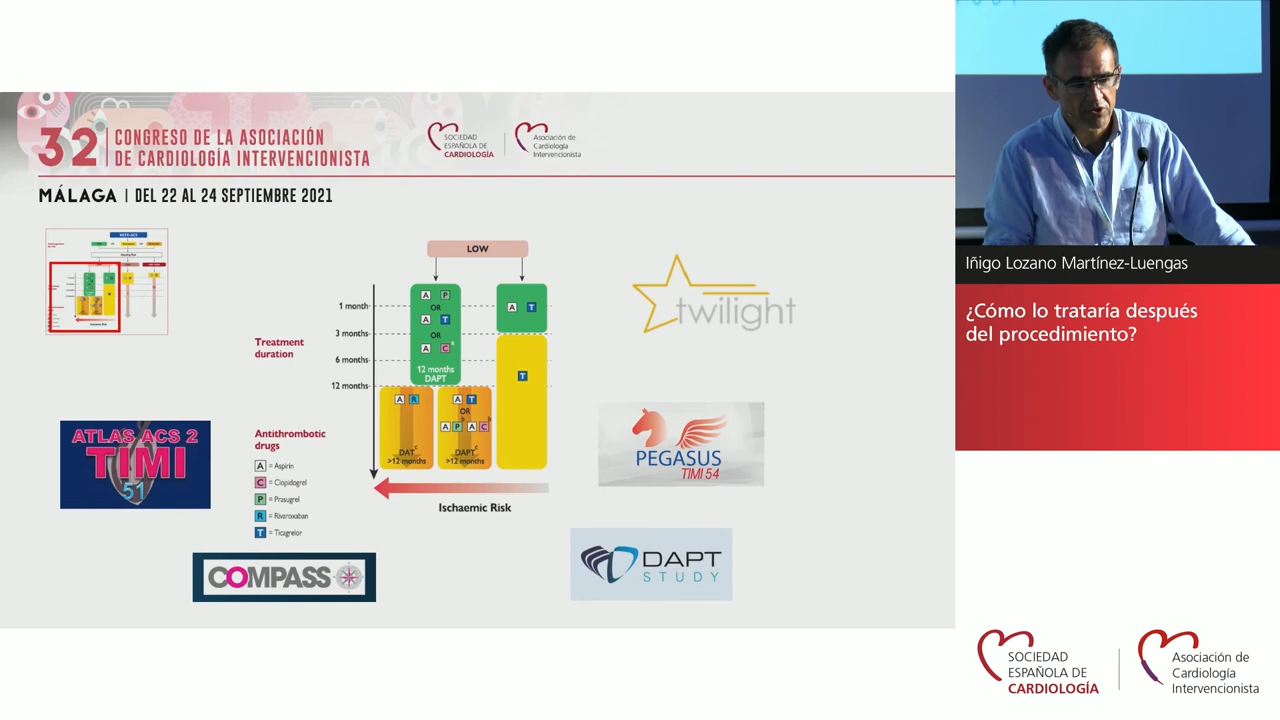 32
CONGRESO DE LA ASOCIACIÓN
DE CARDIOLOGÍA INTERVENCIONISTA
SOCIEDAD
ESPAÑOLA DE
CARDIOLOGÍA
Asociación de
Cardiología
Intervencionista
MÁLAGA | DEL 22 AL 24 SEPTIEMBRE 2021
LOW
Treatment
duration
1 month
3 months
6 months
12 months
A P
OR
A T
OR
A C
12 months
DAPT
A T
T
A R
DAT c
>12 months
A T
OR
A P b A C b
DAPT c
>12 months
Ischaemic Risk
Antithrombotic
drugs
A = Aspirin
C = Clopidogrel
P = Prasugrel
R = Rivaroxaban
T = Ticagrelor
twilight
ATLAS ACS 2
TIMI
51
PEGASUS
TIMI 54
COMPASS
DAPT
STUDY
Iñigo Lozano Martínez-Luengas
¿Cómo lo trataría después
del procedimiento?
SOCIEDAD
ESPAÑOLA DE
CARDIOLOGÍA
Asociación de
Cardiología
Intervencionista